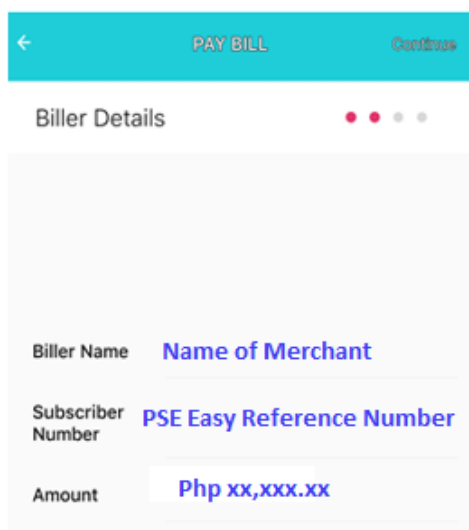 PAY BILL Continue
Biller Details
Biller Name Name of Merchant
Subscriber
Number PSE Easy Reference Number
Amount Php xx,xxx.xx